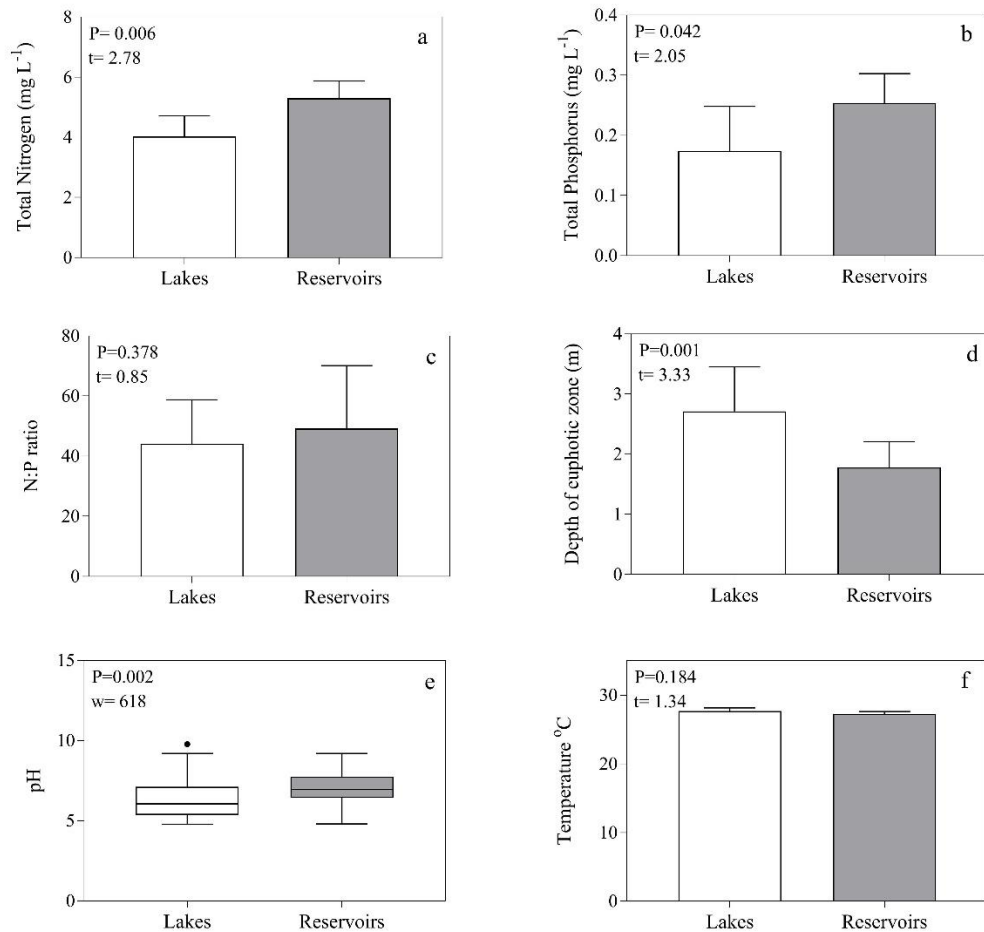 P= 0.006
t= 2.78
a
Total Nitrogen (mg L⁻¹)
8
6
4
2
0
Lakes Reservoirs
P= 0.042
t= 2.05
b
Total Phosphorus (mg L⁻¹)
0.4
0.3
0.2
0.1
0.0
Lakes Reservoirs
P=0.378
t= 0.85
c
N:P ratio
80
60
40
20
0
Lakes Reservoirs
P=0.001
t= 3.33
d
Depth of euphotic zone (m)
4
3
2
1
0
Lakes Reservoirs
P=0.002
w= 618
e
pH
15
10
5
0
Lakes Reservoirs
P=0.184
t= 1.34
f
Temperature °C
30
20
10
0
Lakes Reservoirs